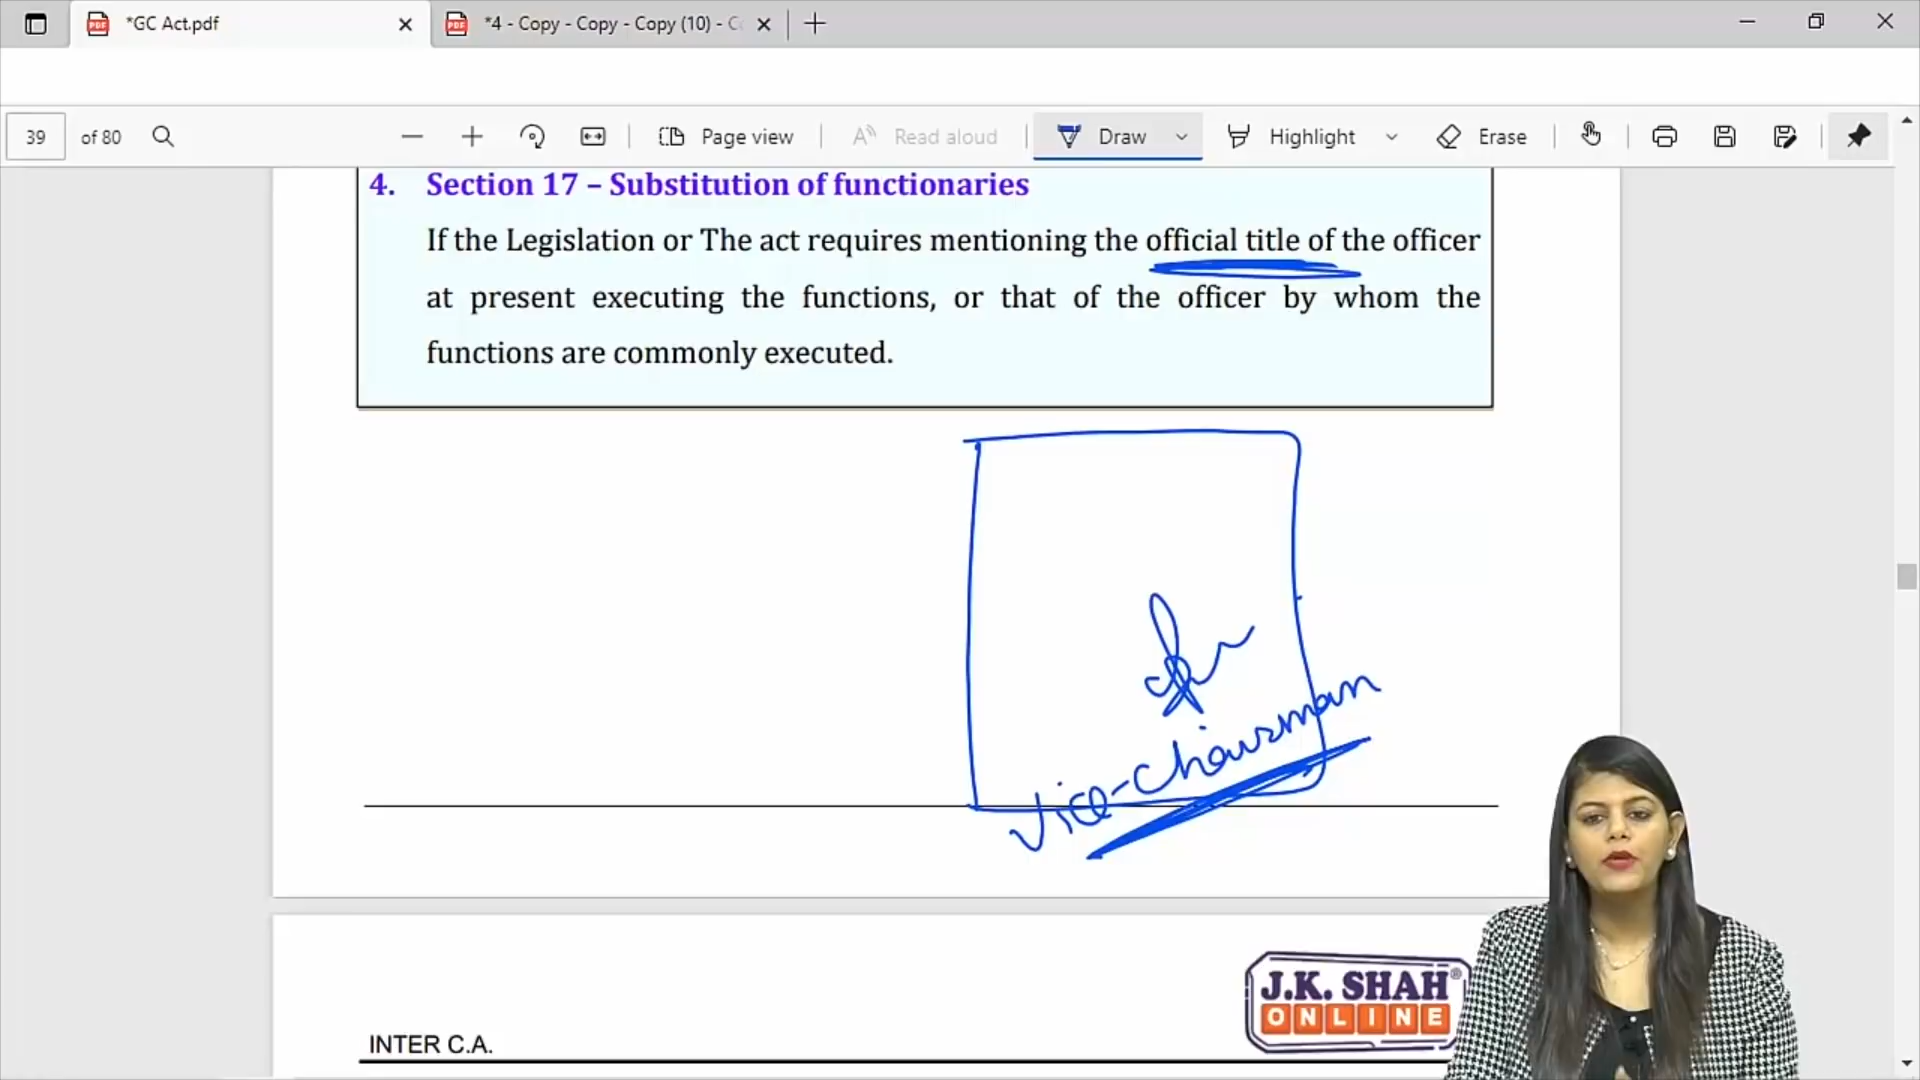 *GC Act.pdf
*4 - Copy - Copy - Copy (10) - C
39 of 80
Page view
Read aloud
Draw
Highlight
Erase
4. Section 17 – Substitution of functionaries
If the Legislation or The act requires mentioning the official title of the officer
at present executing the functions, or that of the officer by whom the
functions are commonly executed.
Vice-Chairman
J.K. SHAH®
ONLINE
INTER C.A.